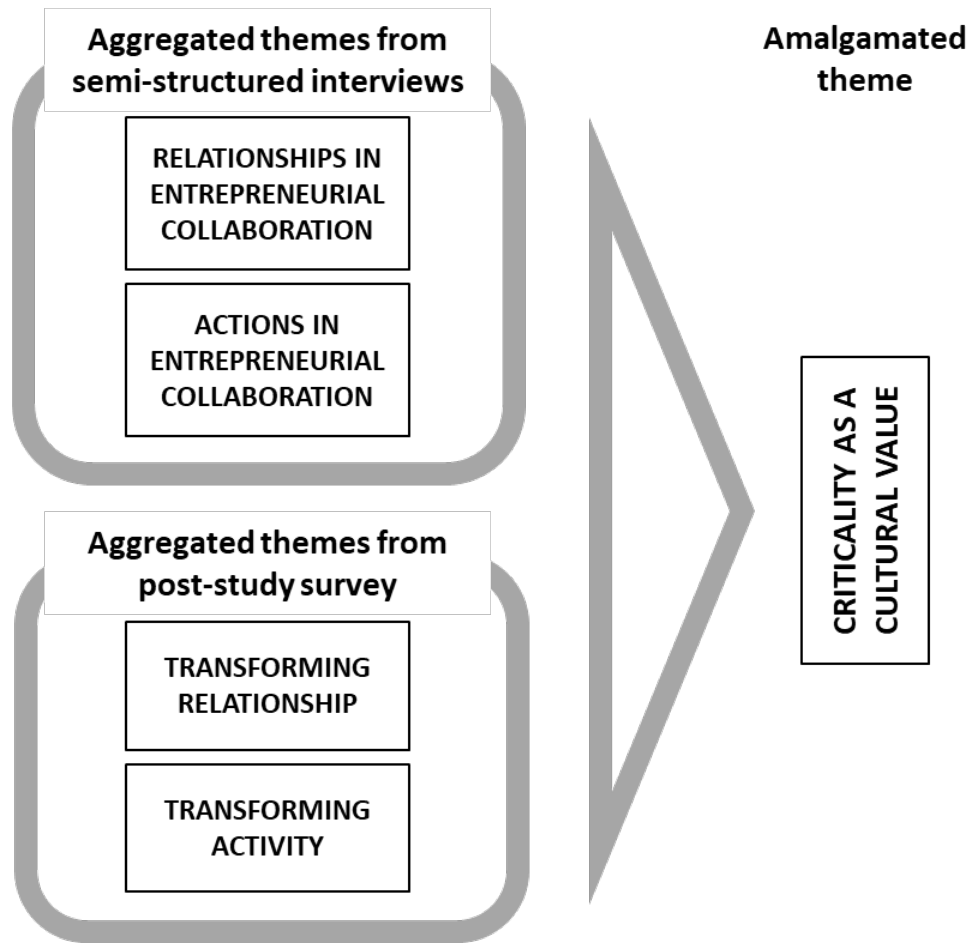 Aggregated themes from
semi-structured interviews
RELATIONSHIPS IN
ENTREPRENEURIAL
COLLABORATION
ACTIONS IN
ENTREPRENEURIAL
COLLABORATION
Aggregated themes from
post-study survey
TRANSFORMING
RELATIONSHIP
TRANSFORMING
ACTIVITY
Amalgamated
theme
CRITICALITY AS A
CULTURAL VALUE